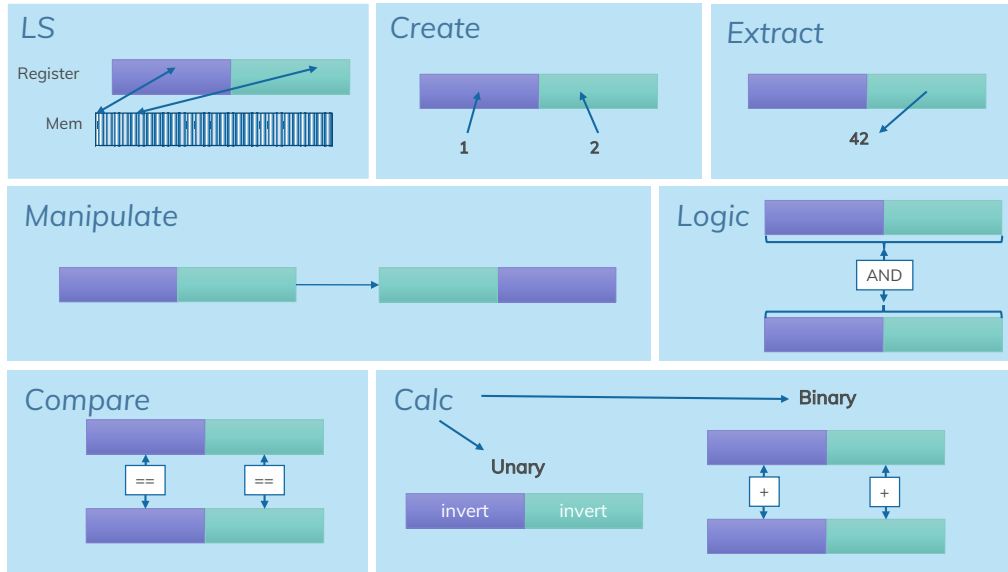 LS
Register
Mem
Create
1
2
Extract
42
Manipulate
Logic
AND
Compare
==
==
Calc
Binary
Unary
invert
invert
+
+